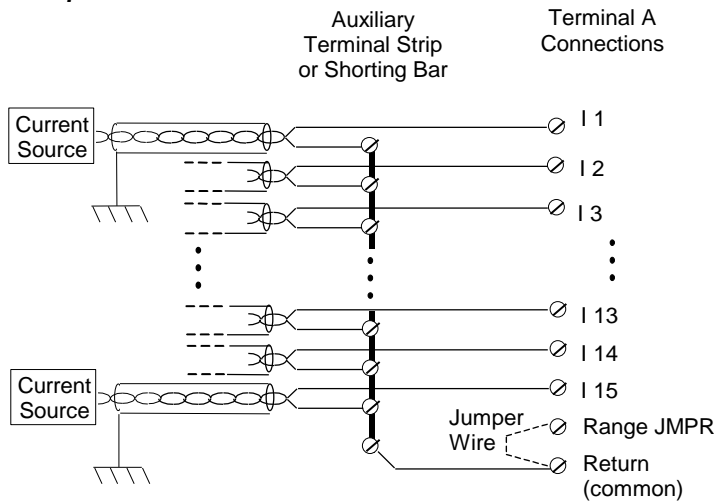 Auxiliary
Terminal Strip
or Shorting Bar
Terminal A
Connections
Current
Source
I 1
I 2
I 3
I 13
I 14
I 15
Current
Source
Jumper
Wire
Range JMPR
Return
(common)